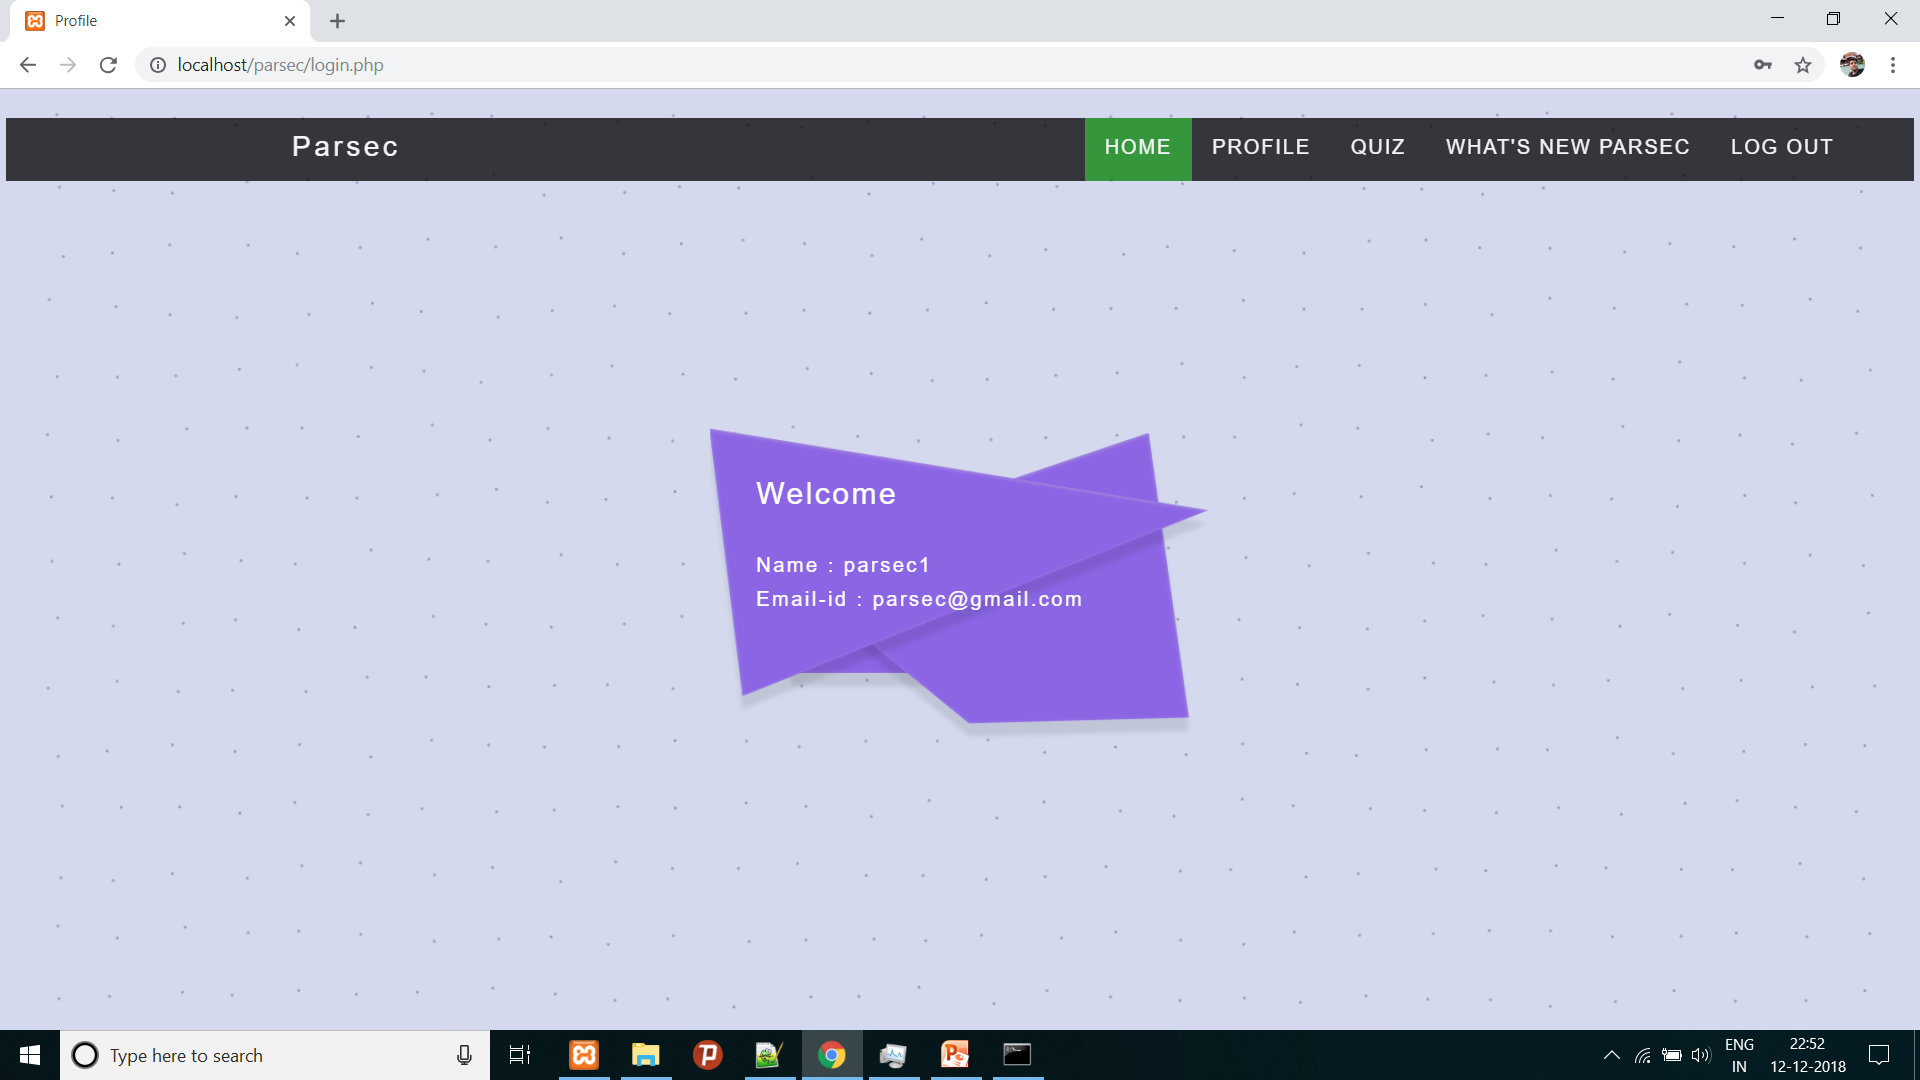 Profile
localhost/parsec/login.php
Parsec
HOME PROFILE QUIZ WHAT'S NEW PARSEC LOG OUT
Welcome
Name : parsec1
Email-id : parsec@gmail.com
Type here to search
ENG
IN
22:52
12-12-2018